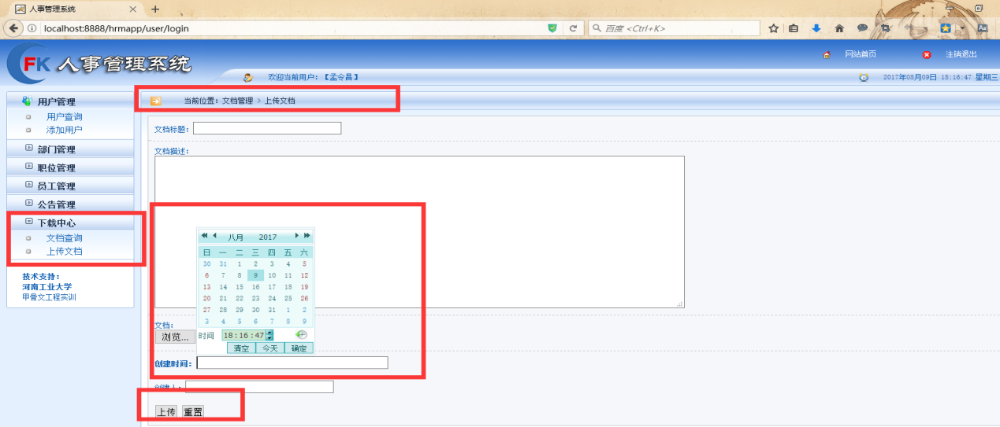 人事管理系统
localhost:8888/hrmapp/user/login
百度 <Ctrl+K>
FK 人事管理系统
网站首页
注销退出
欢迎当前用户：【孟令昌】
2017年08月09日 18:16:47 星期三
用户管理
用户查询
添加用户
部门管理
职位管理
员工管理
公告管理
下载中心
文档查询
上传文档
技术支持：
河南工业大学
甲骨文工程实训
当前位置：文档管理 > 上传文档
文档标题：
文档描述：
八月 2017
日 一 二 三 四 五 六
30 31 1 2 3 4 5
6 7 8 9 10 11 12
13 14 15 16 17 18 19
20 21 22 23 24 25 26
27 28 29 30 31 1 2
3 4 5 6 7 8 9
时间 18:16:47
清空 今天 确定
文档：
浏览...
创建时间：
创建人：
上传 重置